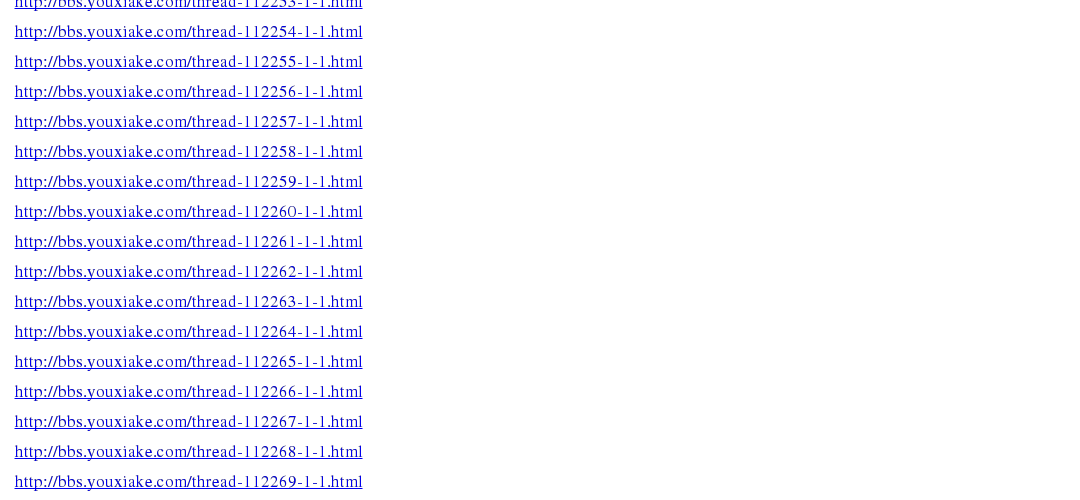 http://bbs.youxiake.com/thread-112253-1-1.html
http://bbs.youxiake.com/thread-112254-1-1.html
http://bbs.youxiake.com/thread-112255-1-1.html
http://bbs.youxiake.com/thread-112256-1-1.html
http://bbs.youxiake.com/thread-112257-1-1.html
http://bbs.youxiake.com/thread-112258-1-1.html
http://bbs.youxiake.com/thread-112259-1-1.html
http://bbs.youxiake.com/thread-112260-1-1.html
http://bbs.youxiake.com/thread-112261-1-1.html
http://bbs.youxiake.com/thread-112262-1-1.html
http://bbs.youxiake.com/thread-112263-1-1.html
http://bbs.youxiake.com/thread-112264-1-1.html
http://bbs.youxiake.com/thread-112265-1-1.html
http://bbs.youxiake.com/thread-112266-1-1.html
http://bbs.youxiake.com/thread-112267-1-1.html
http://bbs.youxiake.com/thread-112268-1-1.html
http://bbs.youxiake.com/thread-112269-1-1.html